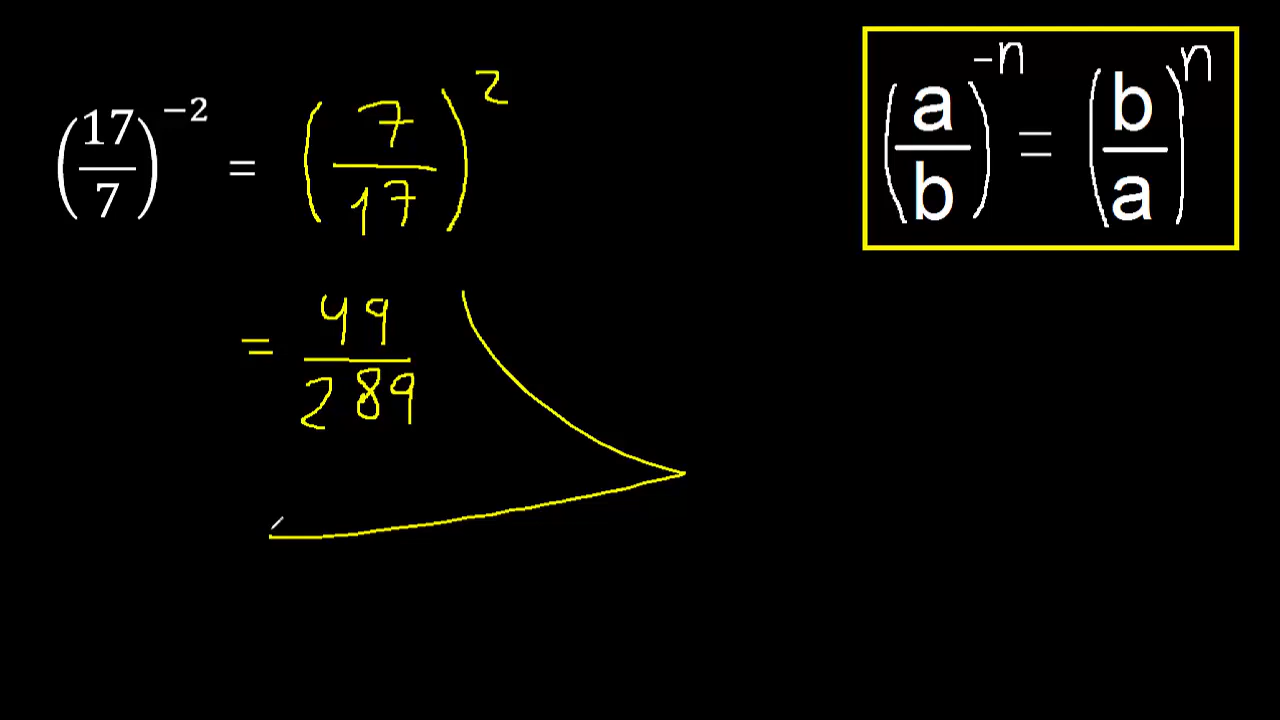 (17/7)^−2 = (7/17)^2
= 49/289
(a/b)^−n = (b/a)^n